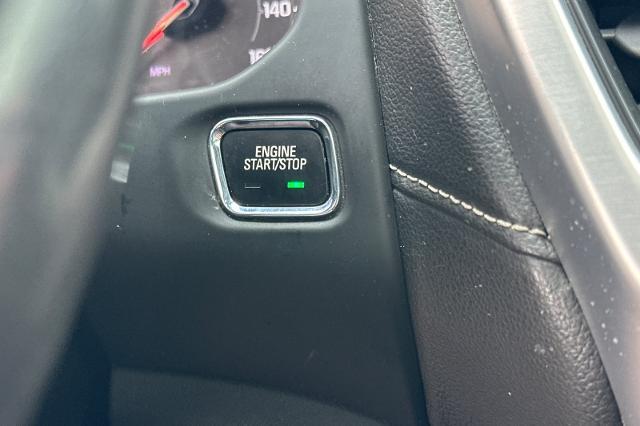 140
MPH
ENGINE
START/STOP